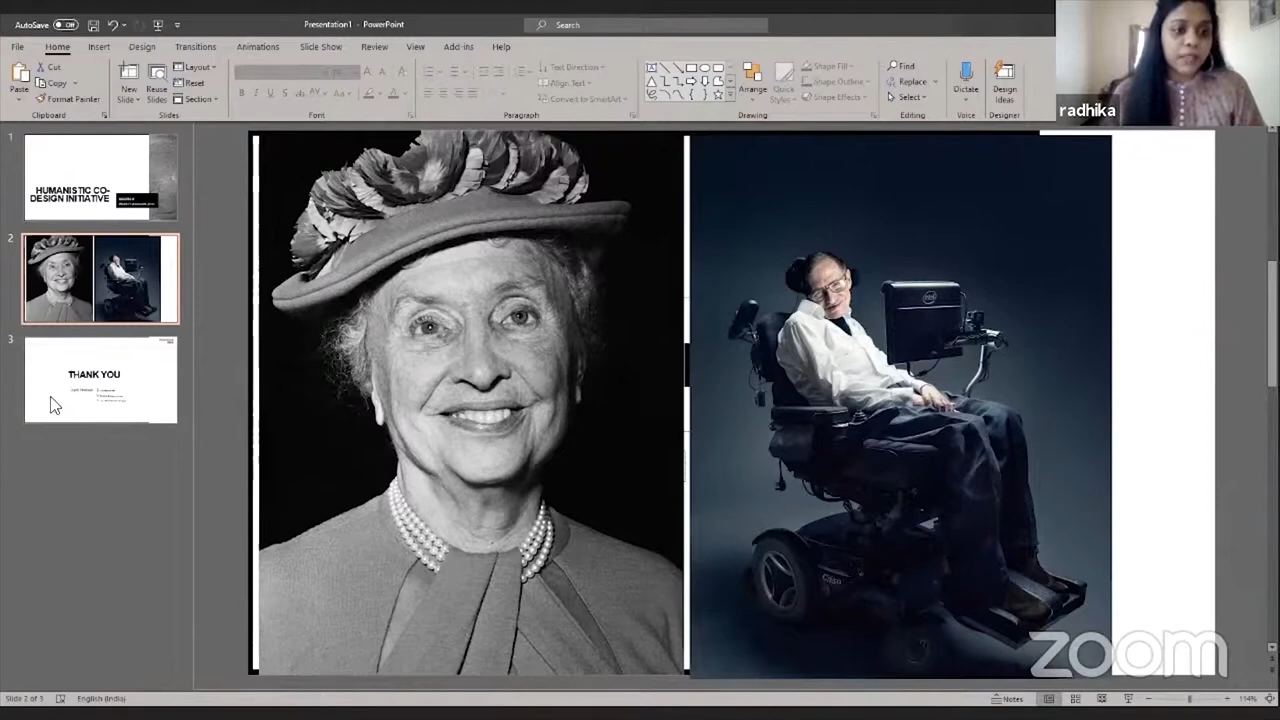 AutoSave Off
Presentation1 - PowerPoint
Search
File Home Insert Design Transitions Animations Slide Show Review View Add-ins Help
Paste
Cut
Copy
Format Painter
Clipboard
New Slide
Reuse Slides
Layout
Reset
Section
Slides
B I U S ab AV Aa A
Font
Text Direction
Align Text
Convert to SmartArt
Paragraph
Arrange
Quick Styles
Shape Fill
Shape Outline
Shape Effects
Drawing
Find
Replace
Select
Editing
Dictate
Voice
Design Ideas
Designer
radhika
1
HUMANISTIC CO-
DESIGN INITIATIVE
2
3
THANK YOU
zoom
Slide 2 of 3
English (India)
Notes
114%